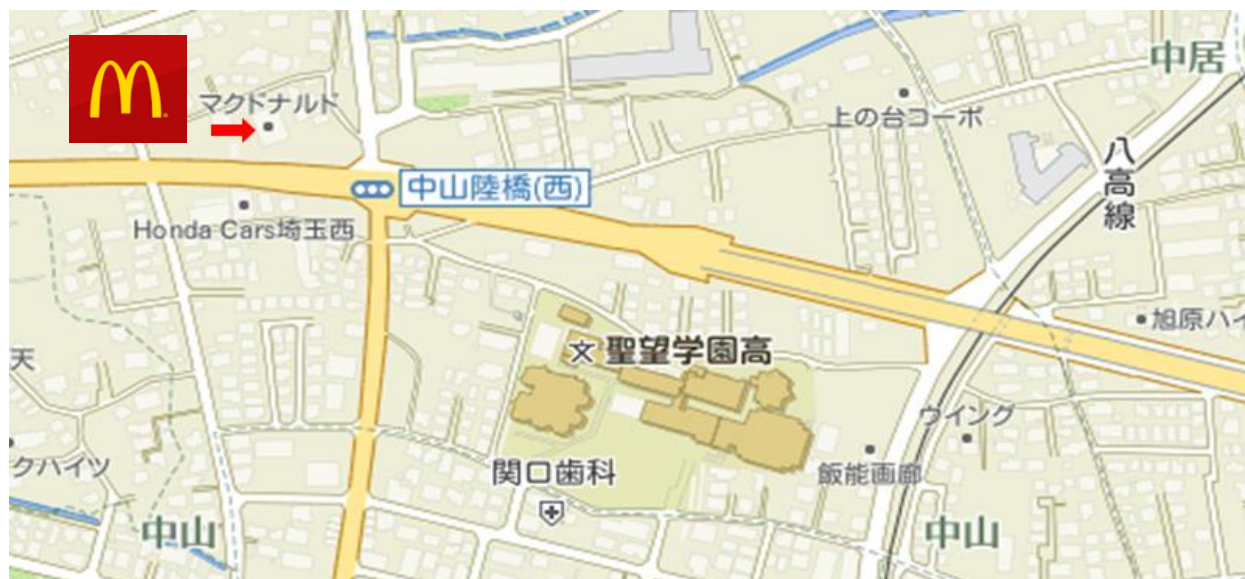 中居
マクドナルド
上の台コーポ
八高線
中山陸橋(西)
Honda Cars埼玉西
旭原ハイ
文 聖望学園高
天
ウイング
クハイツ
関口歯科
飯能画廊
中山
中山